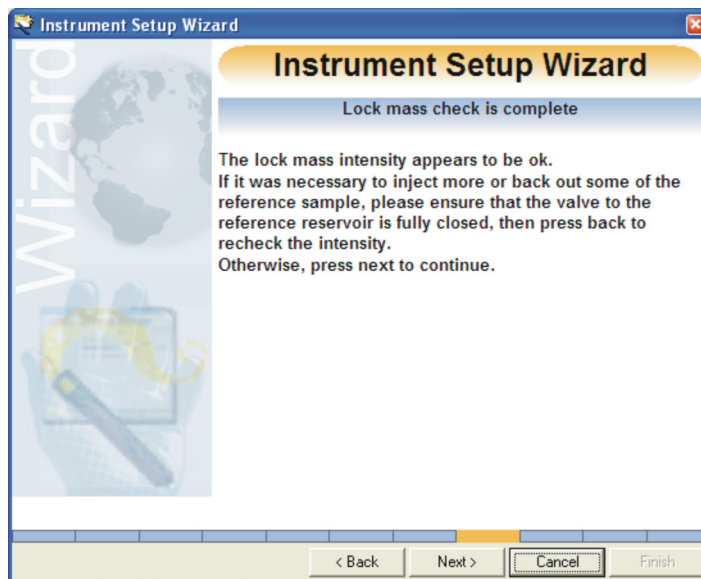 Instrument Setup Wizard
Wizard
Instrument Setup Wizard
Lock mass check is complete
The lock mass intensity appears to be ok.
If it was necessary to inject more or back out some of the
reference sample, please ensure that the valve to the
reference reservoir is fully closed, then press back to
recheck the intensity.
Otherwise, press next to continue.
< Back
Next >
Cancel
Finish